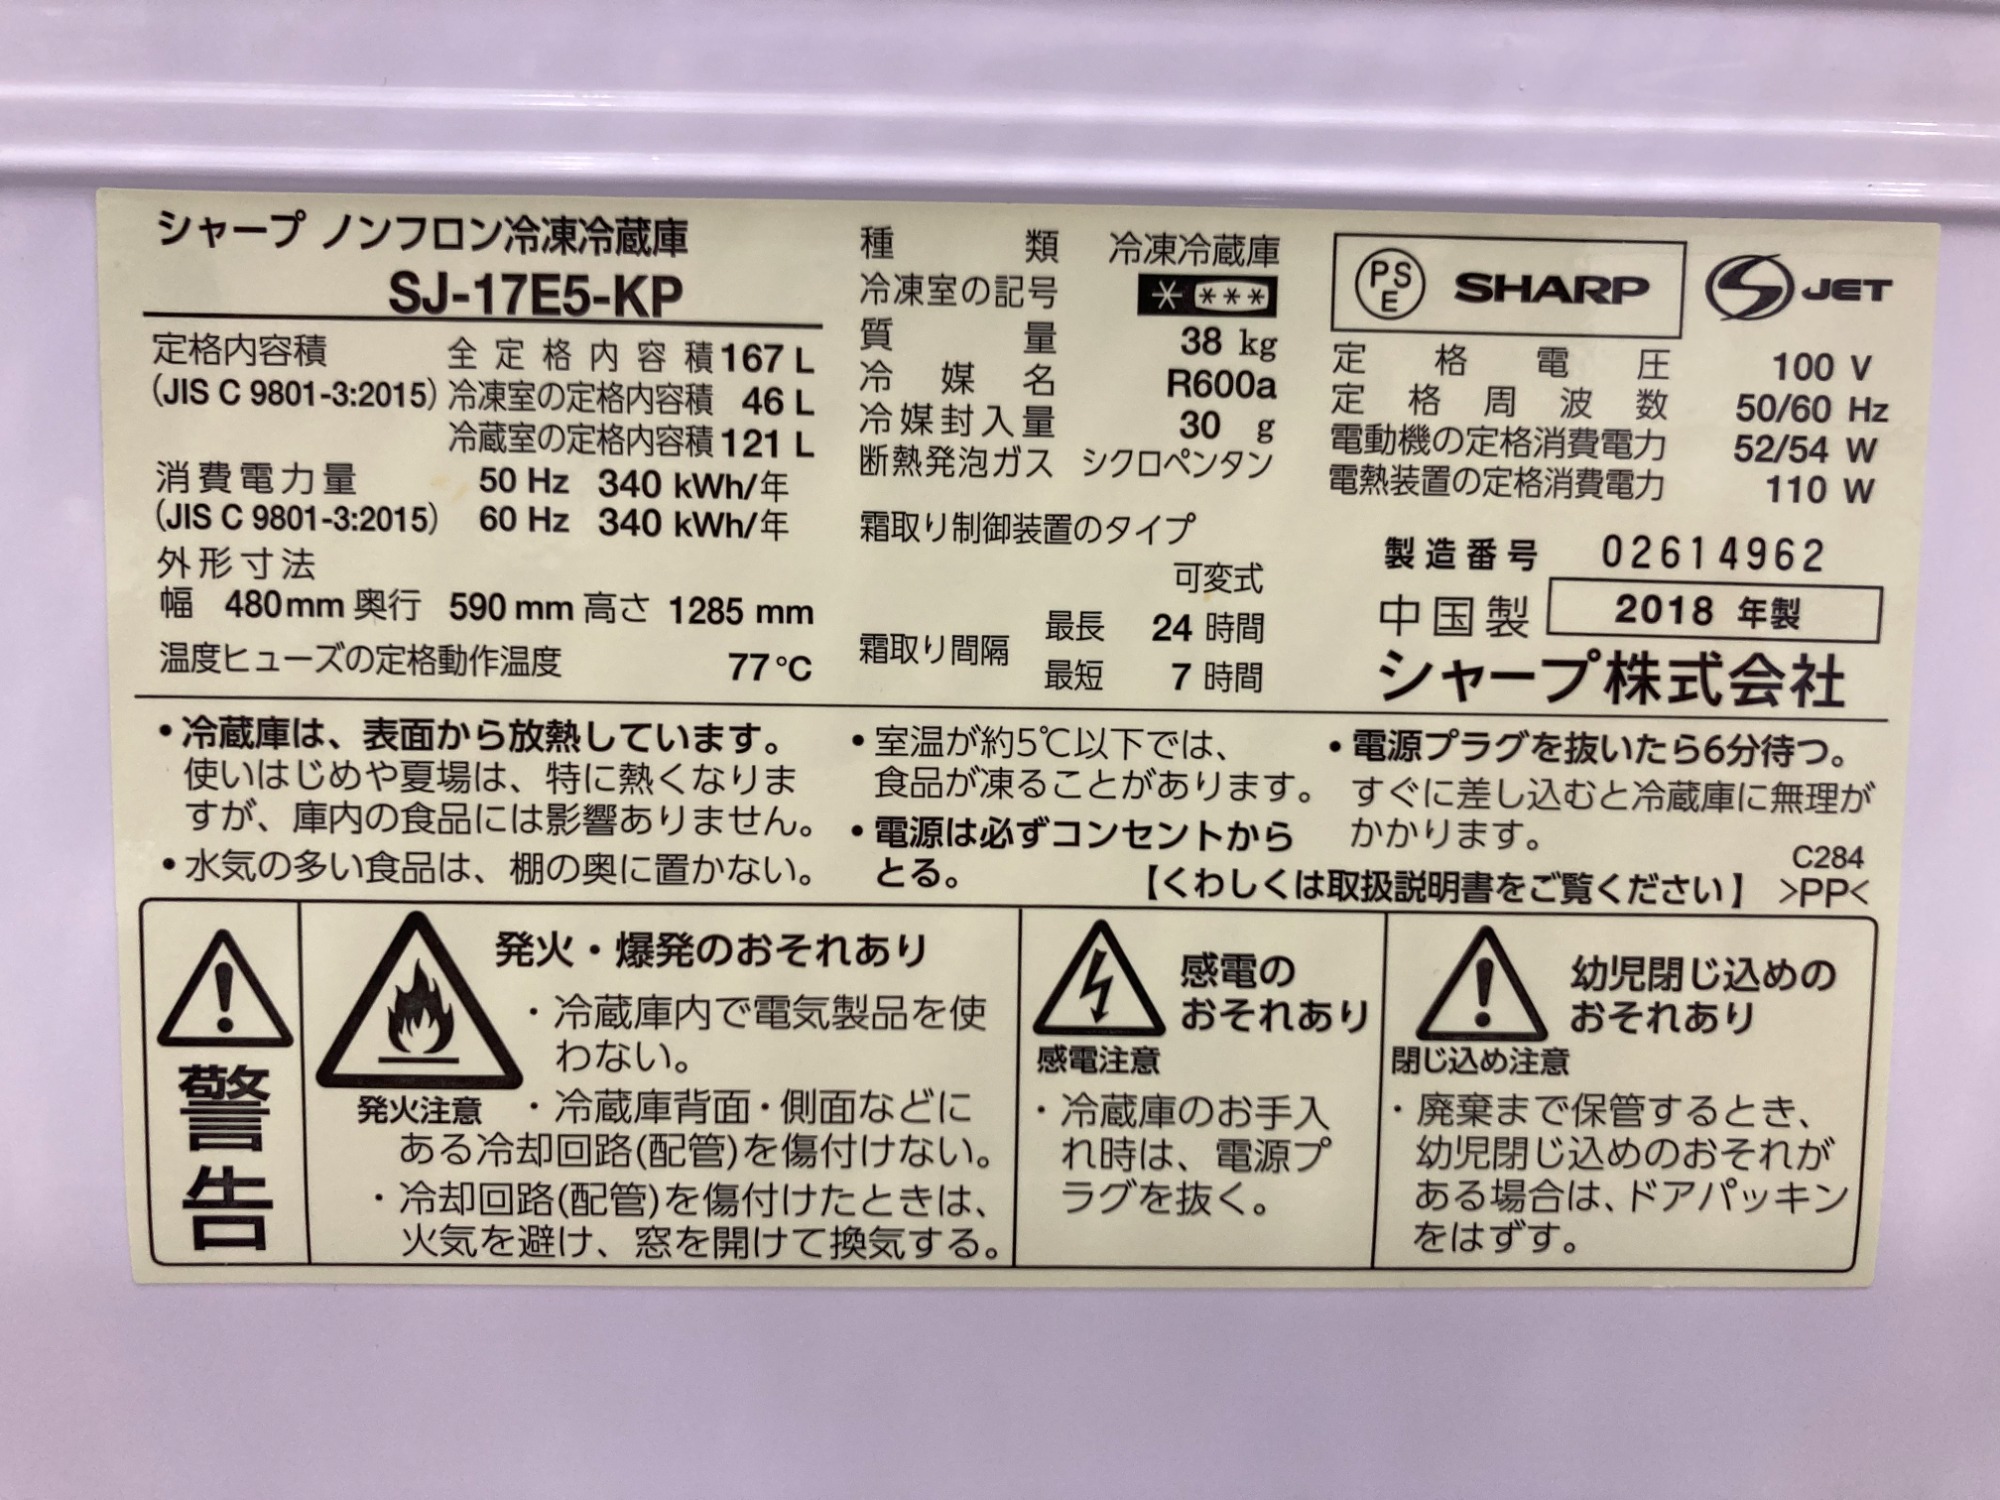 シャープ ノンフロン冷凍冷蔵庫
SJ-17E5-KP
定格内容積 全定格内容積 167 L
(JIS C 9801-3:2015) 冷凍室の定格内容積 46 L
冷蔵室の定格内容積 121 L
消費電力量 50 Hz 340 kWh/年
(JIS C 9801-3:2015) 60 Hz 340 kWh/年
外形寸法
幅 480mm 奥行 590 mm 高さ 1285 mm
温度ヒューズの定格動作温度 77℃
種類 冷凍冷蔵庫
冷凍室の記号 * ***
質量 38 kg
冷媒名 R600a
冷媒封入量 30 g
断熱発泡ガス シクロペンタン
霜取り制御装置のタイプ
可変式
霜取り間隔 最長 24 時間
最短 7 時間
PSE SHARP S JET
定格電圧 100 V
定格周波数 50/60 Hz
電動機の定格消費電力 52/54 W
電熱装置の定格消費電力 110 W
製造番号 02614962
中国製 2018 年製
シャープ株式会社
・冷蔵庫は、表面から放熱しています。
使いはじめや夏場は、特に熱くなりま
すが、庫内の食品には影響ありません。
・水気の多い食品は、棚の奥に置かない。
・室温が約5℃以下では、
食品が凍ることがあります。
・電源は必ずコンセントから
とる。
・電源プラグを抜いたら6分待つ。
すぐに差し込むと冷蔵庫に無理が
かかります。
【くわしくは取扱説明書をご覧ください】
C284
>PP<
警告
発火注意
発火・爆発のおそれあり
・冷蔵庫内で電気製品を使
わない。
・冷蔵庫背面・側面などに
ある冷却回路(配管)を傷付けない。
・冷却回路(配管)を傷付けたときは、
火気を避け、窓を開けて換気する。
感電の
おそれあり
感電注意
・冷蔵庫のお手入
れ時は、電源プ
ラグを抜く。
幼児閉じ込めの
おそれあり
閉じ込め注意
・廃棄まで保管するとき、
幼児閉じ込めのおそれが
ある場合は、ドアパッキン
をはずす。